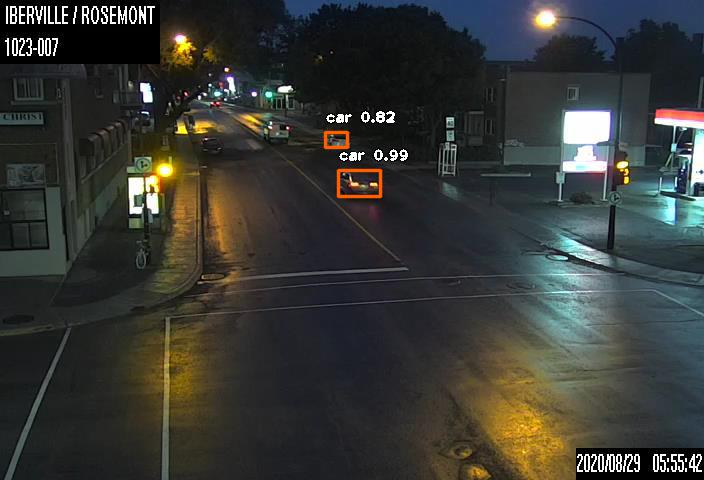 IBERVILLE / ROSEMONT
1023-007
CHRIST
car 0.82
car 0.99
2020/08/29 05:55:42